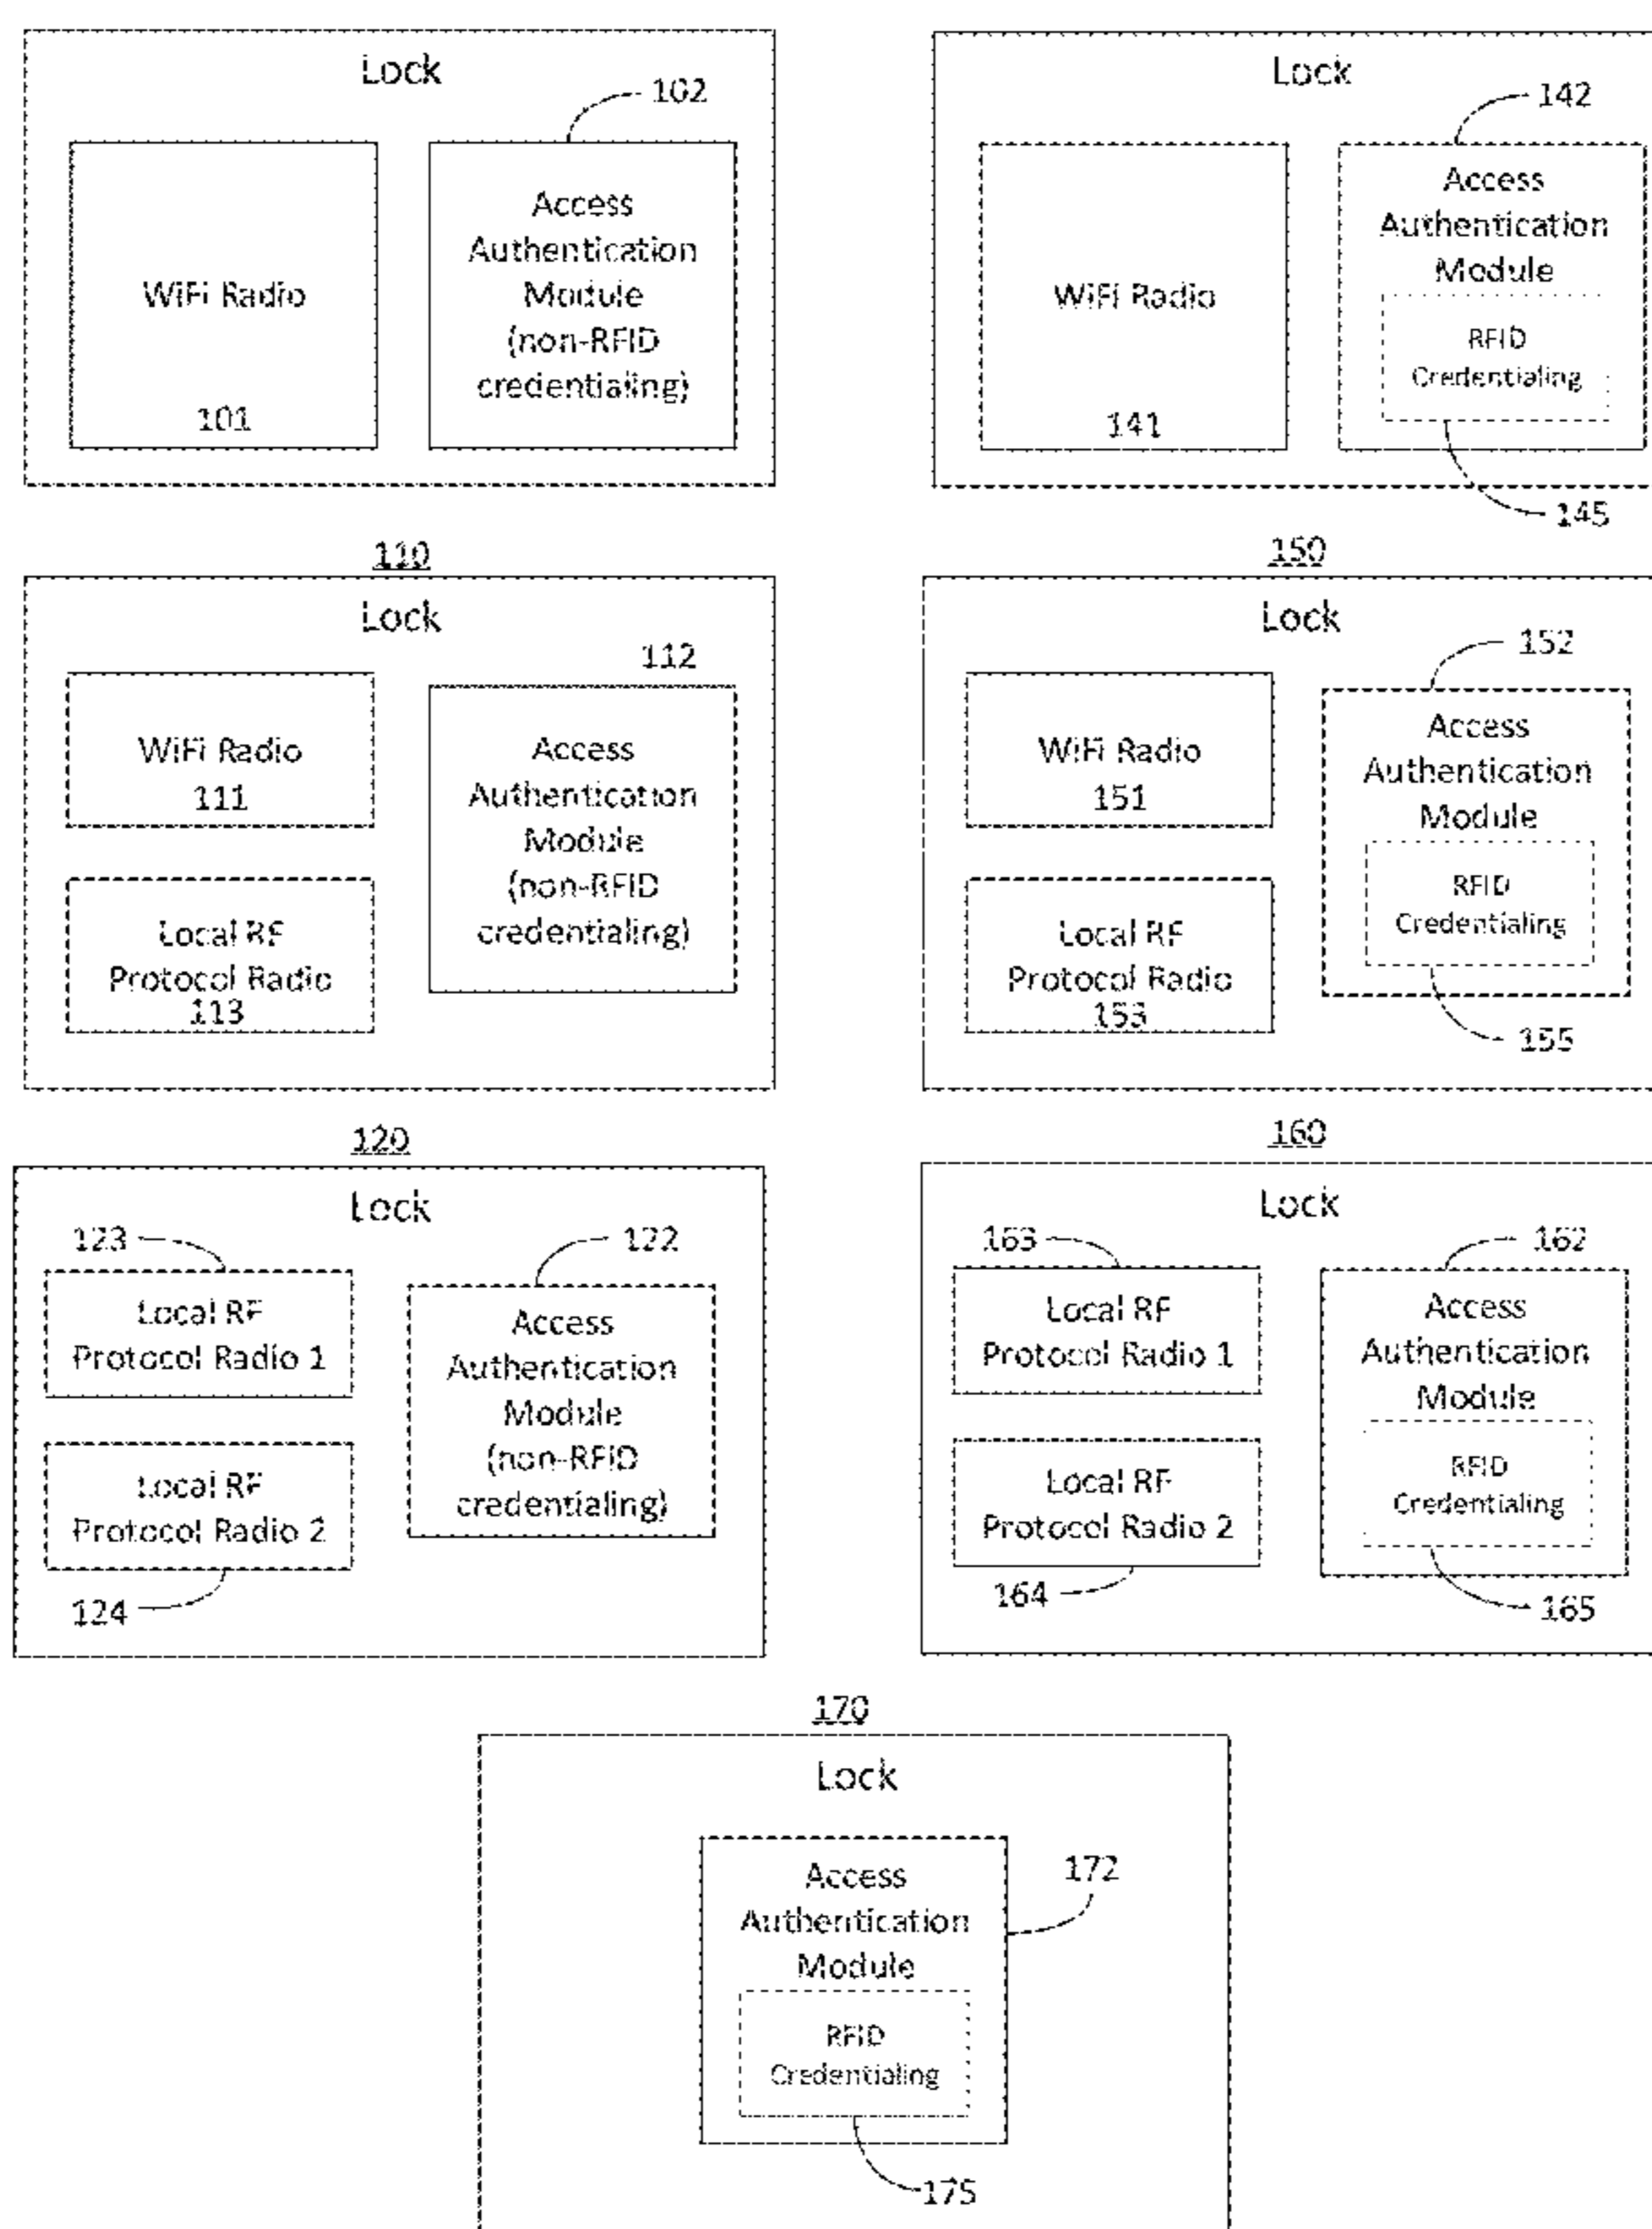 Lock
102
WiFi Radio
101
Access
Authentication
Module
(non-RFID
credentialing)
Lock
142
WiFi Radio
141
Access
Authentication
Module
RFID
Credentialing
145
110
Lock
112
WiFi Radio
111
Local RF
Protocol Radio
113
Access
Authentication
Module
(non-RFID
credentialing)
150
Lock
152
WiFi Radio
151
Local RF
Protocol Radio
153
Access
Authentication
Module
RFID
Credentialing
155
120
Lock
123
122
Local RF
Protocol Radio 1
Local RF
Protocol Radio 2
124
Access
Authentication
Module
(non-RFID
credentialing)
160
Lock
163
162
Local RF
Protocol Radio 1
Local RF
Protocol Radio 2
164
Access
Authentication
Module
RFID
Credentialing
165
170
Lock
172
Access
Authentication
Module
RFID
Credentialing
175